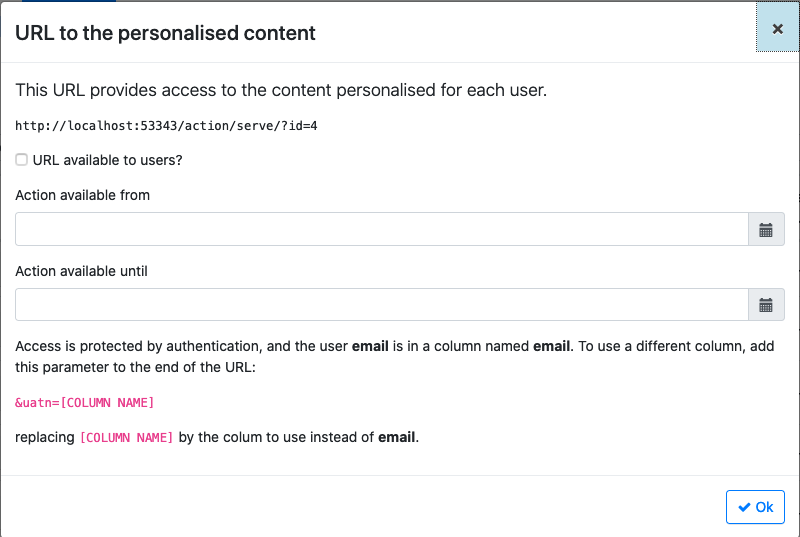 URL to the personalised content
×
This URL provides access to the content personalised for each user.
http://localhost:53343/action/serve/?id=4
URL available to users?
Action available from
Action available until
Access is protected by authentication, and the user email is in a column named email. To use a different column, add
this parameter to the end of the URL:
&uatn=[COLUMN NAME]
replacing [COLUMN NAME] by the colum to use instead of email.
Ok